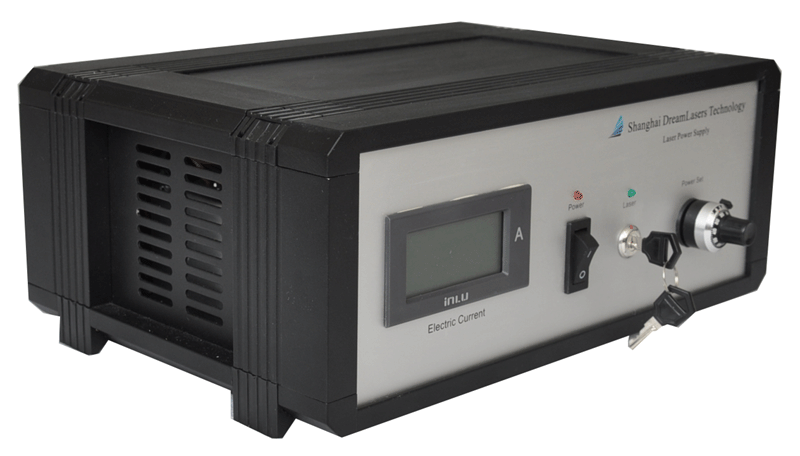 Shanghai DreamLasers Technology
Laser Power Supply
Power
Laser
Power Set
A
inLU
Electric Current